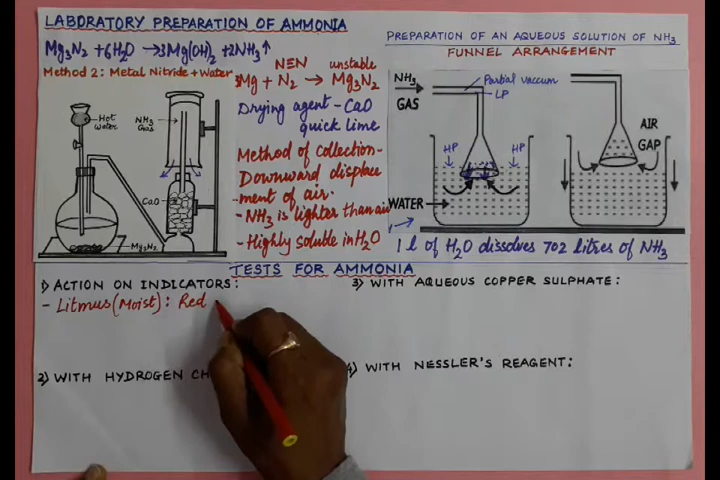 LABORATORY PREPARATION OF AMMONIA
Mg3N2 + 6H2O → 3Mg(OH)2 + 2NH3 ↑
Method 2: Metal Nitride + Water
N≡N unstable
3Mg + N2 → Mg3N2
Drying agent - CaO
quick lime
Method of collection-
Downward displace
-ment of air.
- NH3 is lighter than air
- Highly soluble in H2O
Hot
Water
NH3
Gas
CaO
Mg3N2
PREPARATION OF AN AQUEOUS SOLUTION OF NH3
FUNNEL ARRANGEMENT
NH3
GAS
Partial vaccum
LP
HP
HP
WATER
AIR
GAP
1 l of H2O dissolves 702 litres of NH3
TESTS FOR AMMONIA
1) ACTION ON INDICATORS:
- Litmus (Moist): Red
2) WITH HYDROGEN CH
3) WITH AQUEOUS COPPER SULPHATE:
4) WITH NESSLER'S REAGENT: